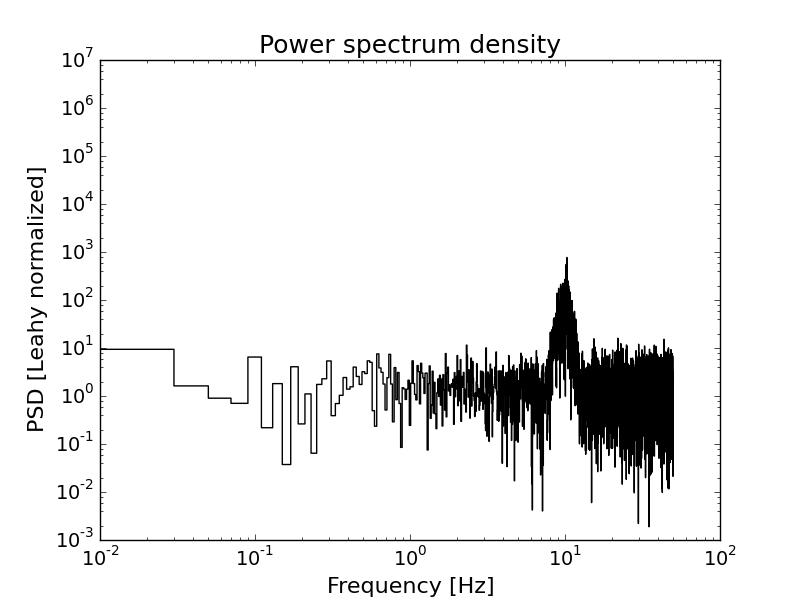 Power spectrum density
10^7
10^6
10^5
10^4
10^3
10^2
10^1
10^0
10^-1
10^-2
10^-3
PSD [Leahy normalized]
10^-2 10^-1 10^0 10^1 10^2
Frequency [Hz]